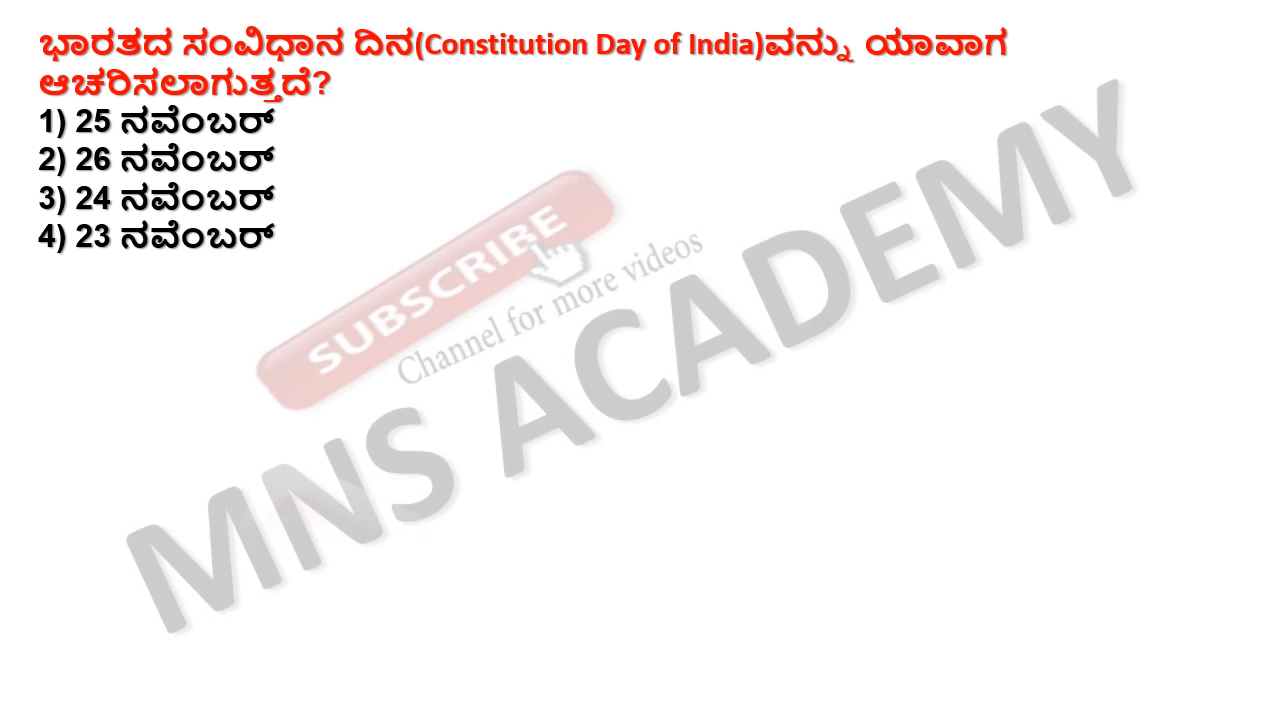 ಭಾರತದ ಸಂವಿಧಾನ ದಿನ(Constitution Day of India)ವನ್ನು ಯಾವಾಗ
ಆಚರಿಸಲಾಗುತ್ತದೆ?
1) 25 ನವೆಂಬರ್
2) 26 ನವೆಂಬರ್
3) 24 ನವೆಂಬರ್
4) 23 ನವೆಂಬರ್
SUBSCRIBE
Channel for more videos
MNS ACADEMY